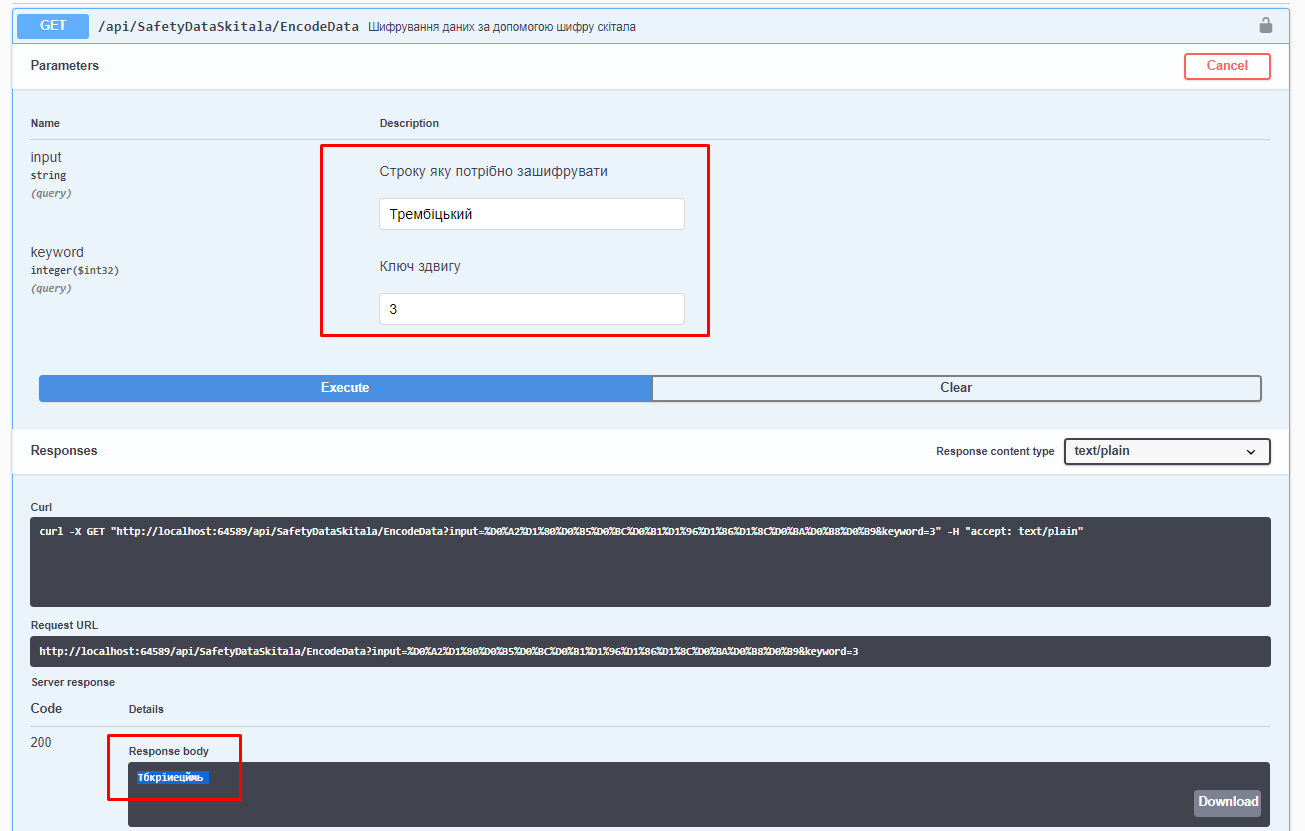 GET /api/SafetyDataSkitala/EncodeData Шифрування даних за допомогою шифру скітала
Parameters
Cancel
Name Description
input
string
(query)
Строку яку потрібно зашифрувати
Трембіцький
keyword
integer($int32)
(query)
Ключ здвигу
3
Execute Clear
Responses
Response content type text/plain
Curl
curl -X GET "http://localhost:64589/api/SafetyDataSkitala/EncodeData?input=%D0%A2%D1%80%D0%B5%D0%BC%D0%B1%D1%96%D1%86%D1%8C%D0%BA%D0%B8%D0%B9&keyword=3" -H "accept: text/plain"
Request URL
http://localhost:64589/api/SafetyDataSkitala/EncodeData?input=%D0%A2%D1%80%D0%B5%D0%BC%D0%B1%D1%96%D1%86%D1%8C%D0%BA%D0%B8%D0%B9&keyword=3
Server response
Code Details
200
Response body
Тбкріиецймь
Download